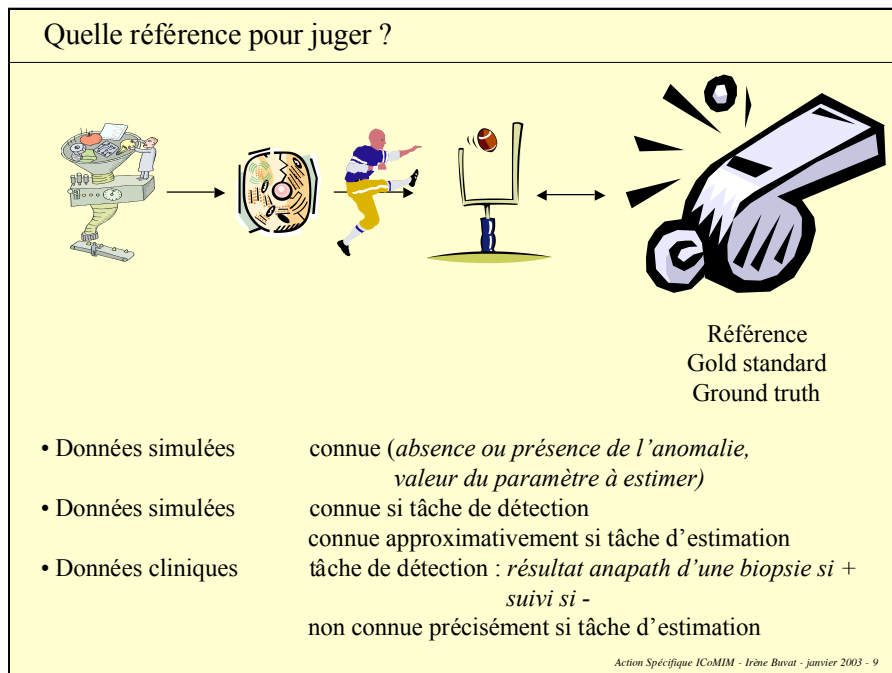 Quelle référence pour juger ?
Référence
Gold standard
Ground truth
• Données simulées connue (absence ou présence de l'anomalie,
valeur du paramètre à estimer)
• Données simulées connue si tâche de détection
connue approximativement si tâche d'estimation
• Données cliniques tâche de détection : résultat anapath d'une biopsie si +
suivi si -
non connue précisément si tâche d'estimation
Action Spécifique ICoMIM - Irène Buvat - janvier 2003 - 9